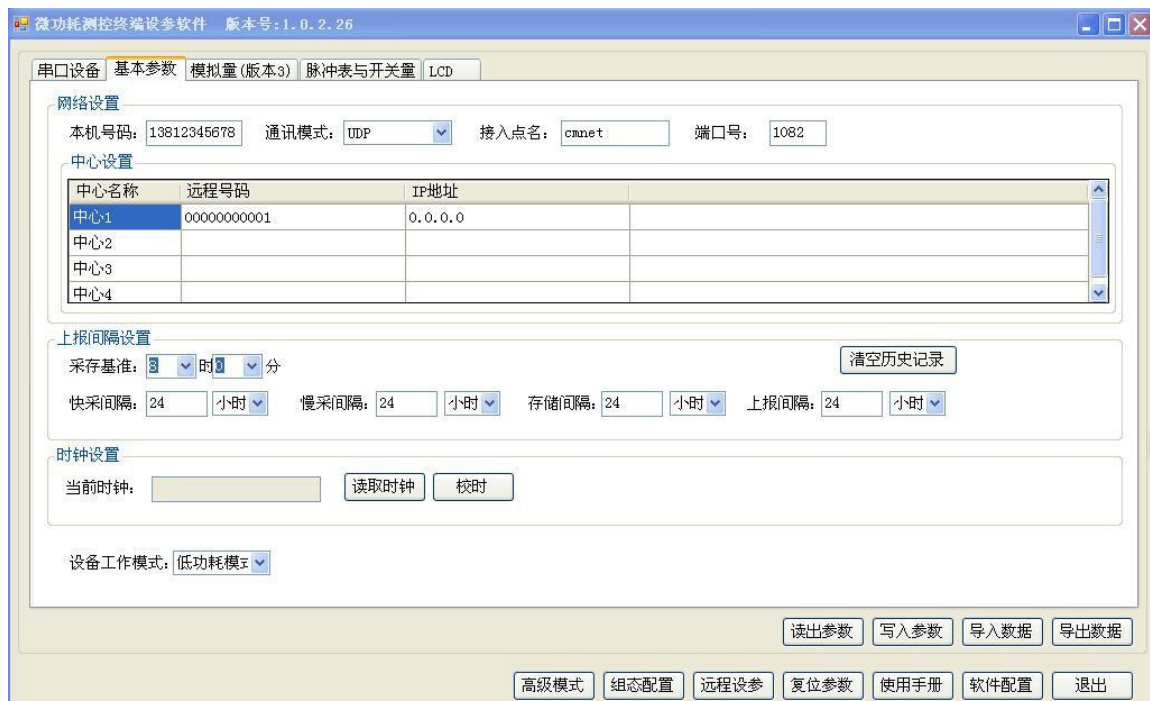 微功耗测控终端设参软件 版本号:1.0.2.26
串口设备 基本参数 模拟量(版本3) 脉冲表与开关量 LCD
网络设置
本机号码: 13812345678 通讯模式: UDP 接入点名: cmnet 端口号: 1082
中心设置
中心名称 远程号码 IP地址
中心1 00000000001 0.0.0.0
中心2
中心3
中心4
上报间隔设置
采存基准: 8 时 0 分 清空历史记录
快采间隔: 24 小时 慢采间隔: 24 小时 存储间隔: 24 小时 上报间隔: 24 小时
时钟设置
当前时钟: 读取时钟 校时
设备工作模式: 低功耗模式
读出参数 写入参数 导入数据 导出数据
高级模式 组态配置 远程设参 复位参数 使用手册 软件配置 退出